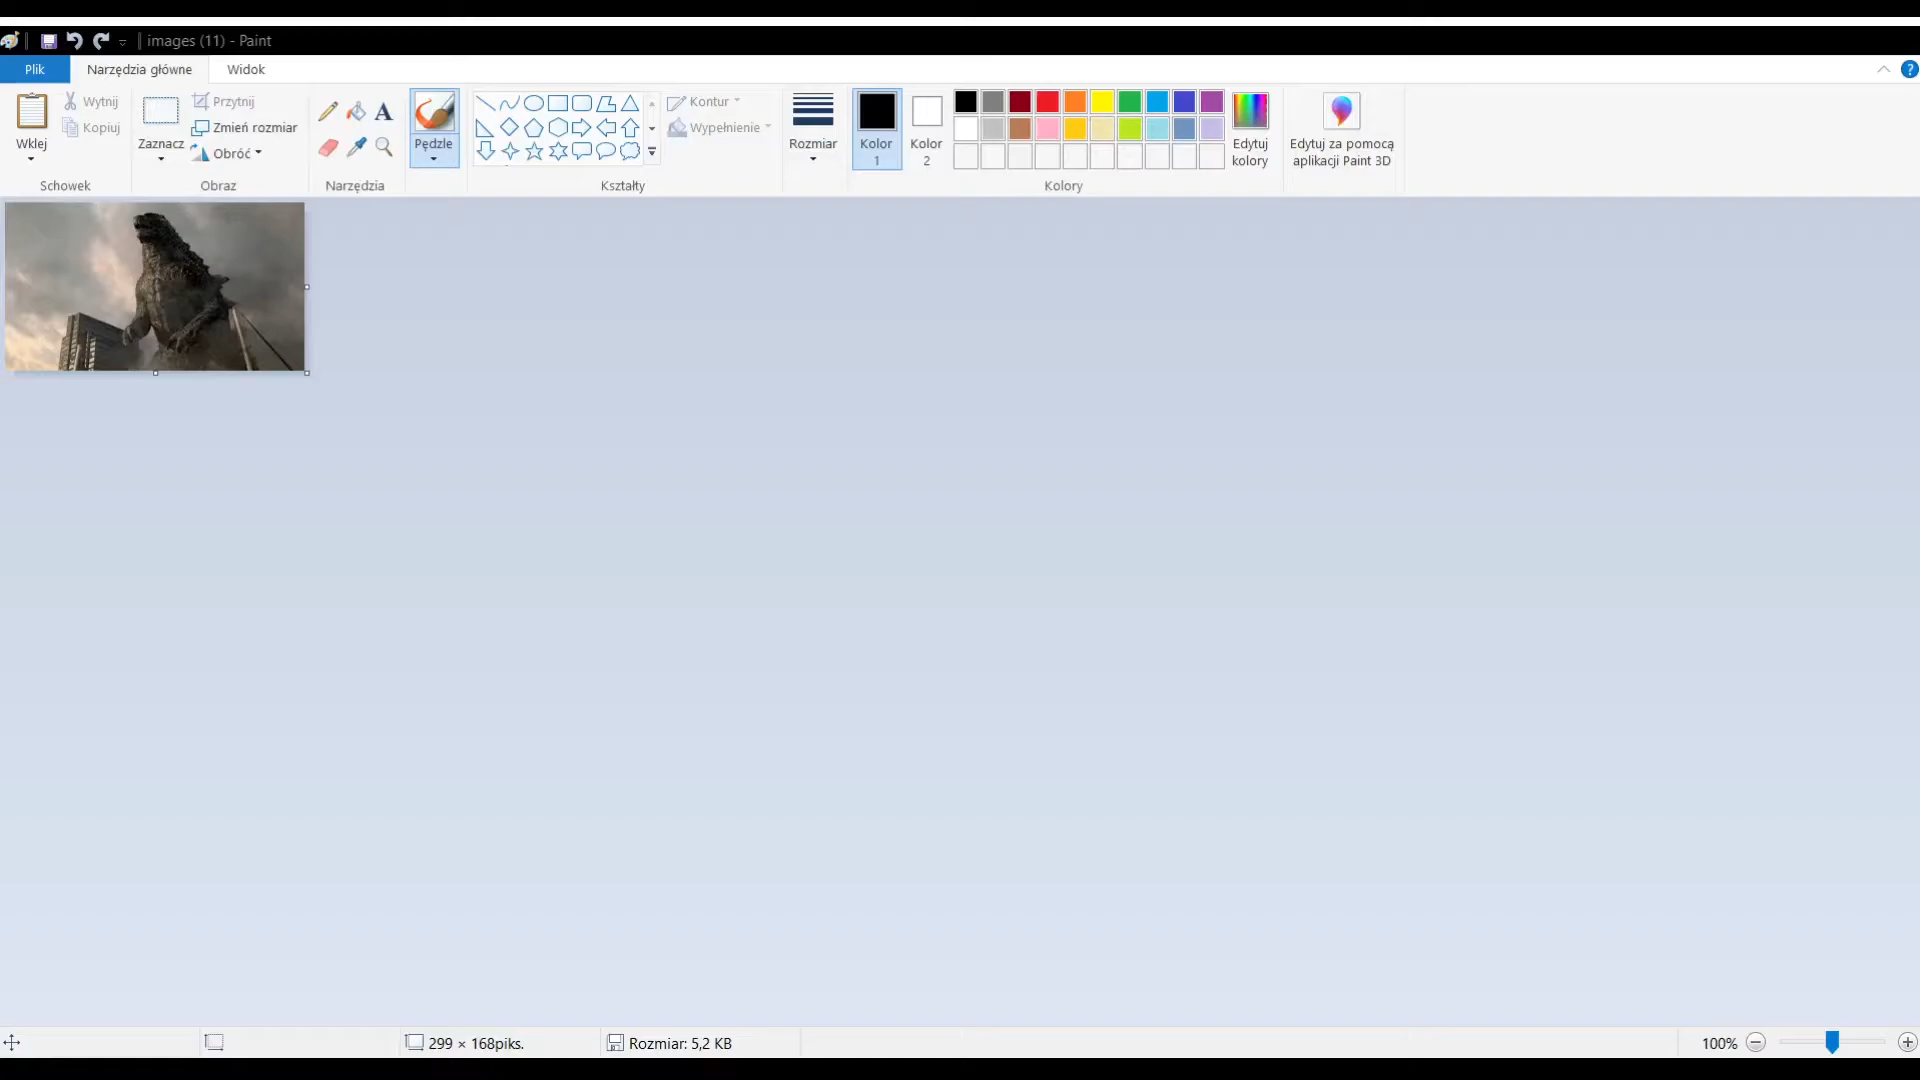 images (11) - Paint
Plik Narzędzia główne Widok ?
Wklej Wytnij Kopiuj Schowek
Zaznacz Przytnij Zmień rozmiar Obróć Obraz
A Narzędzia
Pędzle
Kontur Wypełnienie Kształty
Rozmiar
Kolor 1 Kolor 2 Edytuj kolory Kolory
Edytuj za pomocą aplikacji Paint 3D
299 × 168piks. Rozmiar: 5,2 KB 100%